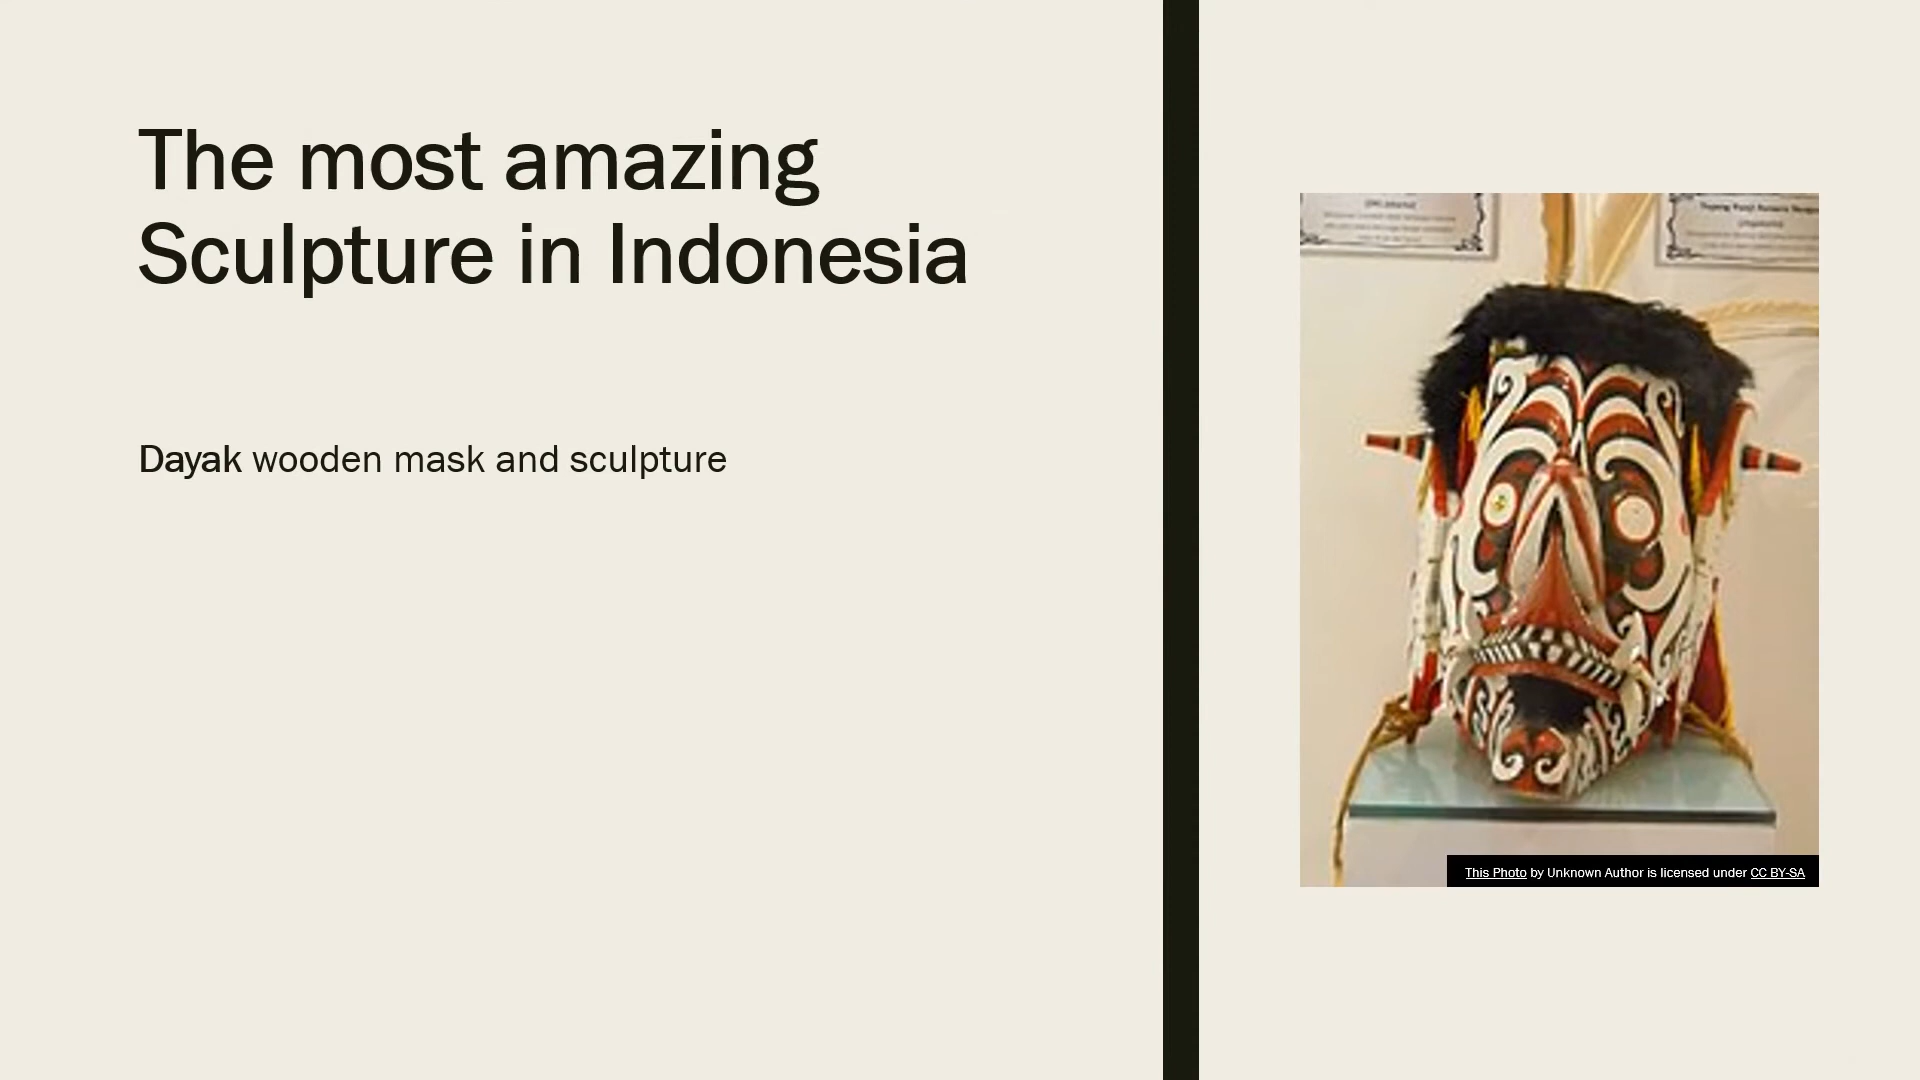 The most amazing
Sculpture in Indonesia
Dayak wooden mask and sculpture
This Photo by Unknown Author is licensed under CC BY-SA